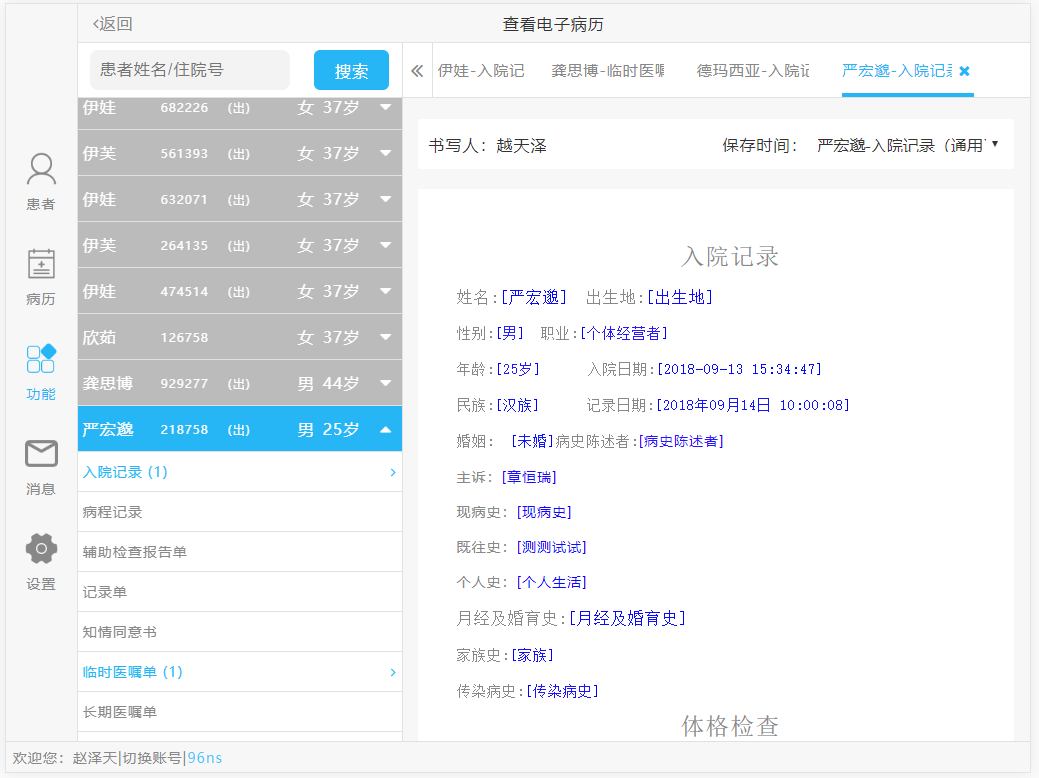 <返回
查看电子病历
患者姓名/住院号
搜索
伊娃-入院记
龚思博-临时医嘱
德玛西亚-入院记
严宏邈-入院记录
患者
病历
功能
消息
设置
伊娃 682226 (出) 女 37岁
伊芙 561393 (出) 女 37岁
伊娃 632071 (出) 女 37岁
伊芙 264135 (出) 女 37岁
伊娃 474514 (出) 女 37岁
欣茹 126758 女 37岁
龚思博 929277 (出) 男 44岁
严宏邈 218758 (出) 男 25岁
入院记录 (1)
病程记录
辅助检查报告单
记录单
知情同意书
临时医嘱单 (1)
长期医嘱单
书写人：越天泽
保存时间： 严宏邈-入院记录（通用
入院记录
姓名:[严宏邈] 出生地:[出生地]
性别:[男] 职业:[个体经营者]
年龄:[25岁] 入院日期:[2018-09-13 15:34:47]
民族:[汉族] 记录日期:[2018年09月14日 10:00:08]
婚姻: [未婚]病史陈述者:[病史陈述者]
主诉: [章恒瑞]
现病史: [现病史]
既往史: [测测试试]
个人史: [个人生活]
月经及婚育史:[月经及婚育史]
家族史:[家族]
传染病史:[传染病史]
体格检查
欢迎您：赵泽天|切换账号|96ns